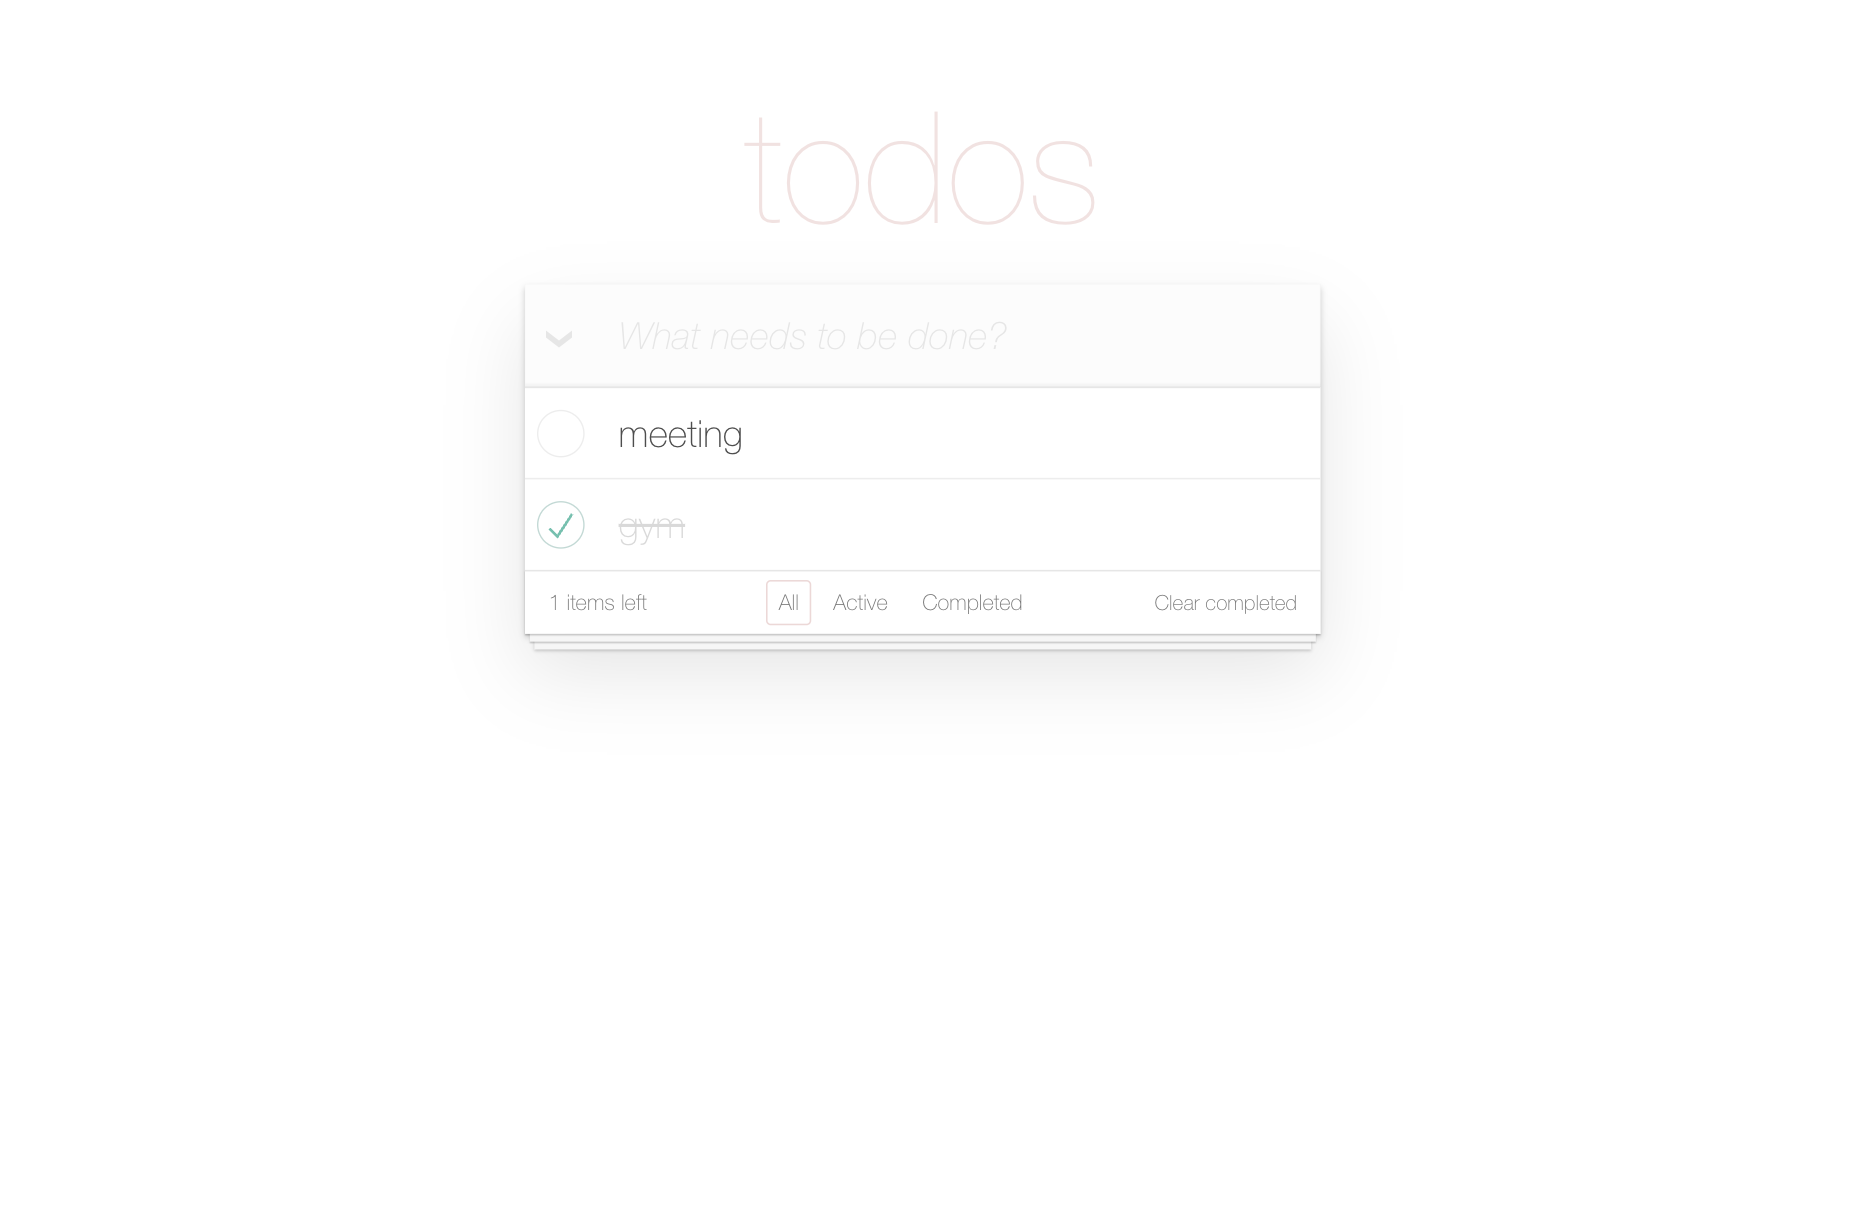 todos
What needs to be done?
meeting
gym
1 items left All Active Completed Clear completed